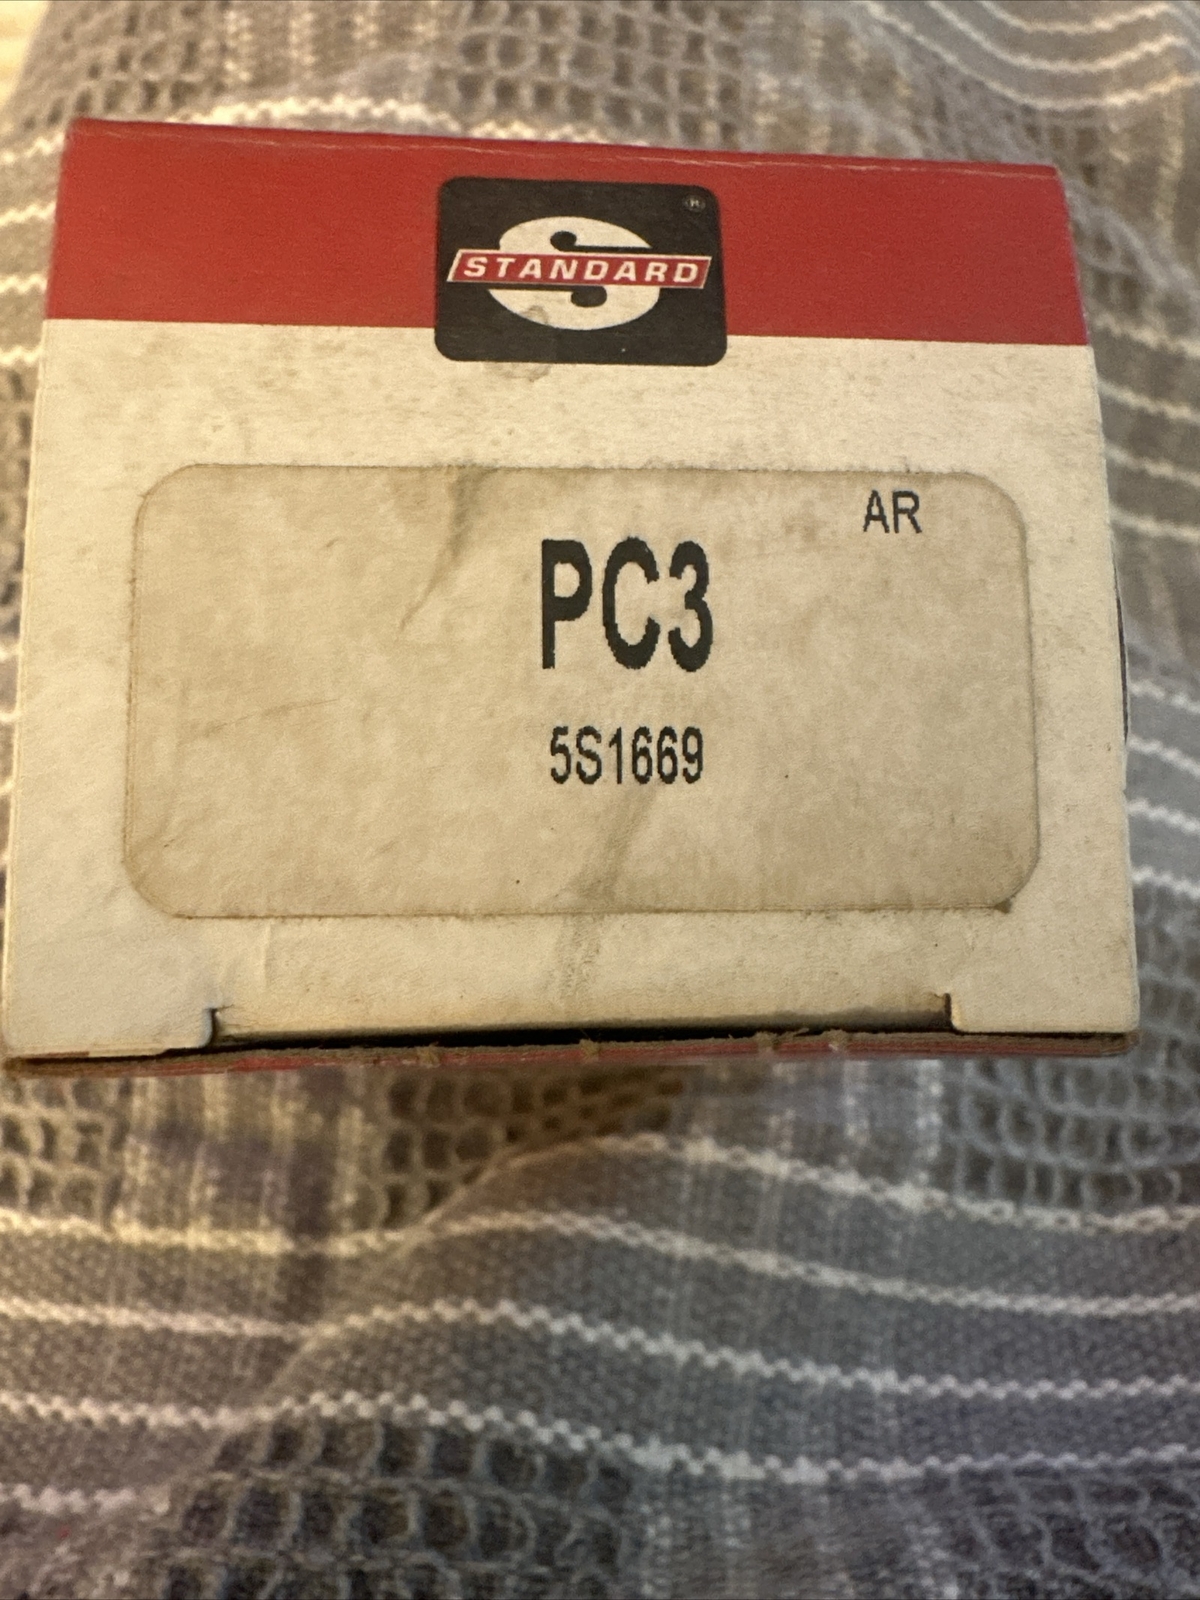 ®
STANDARD
AR
PC3
5S1669